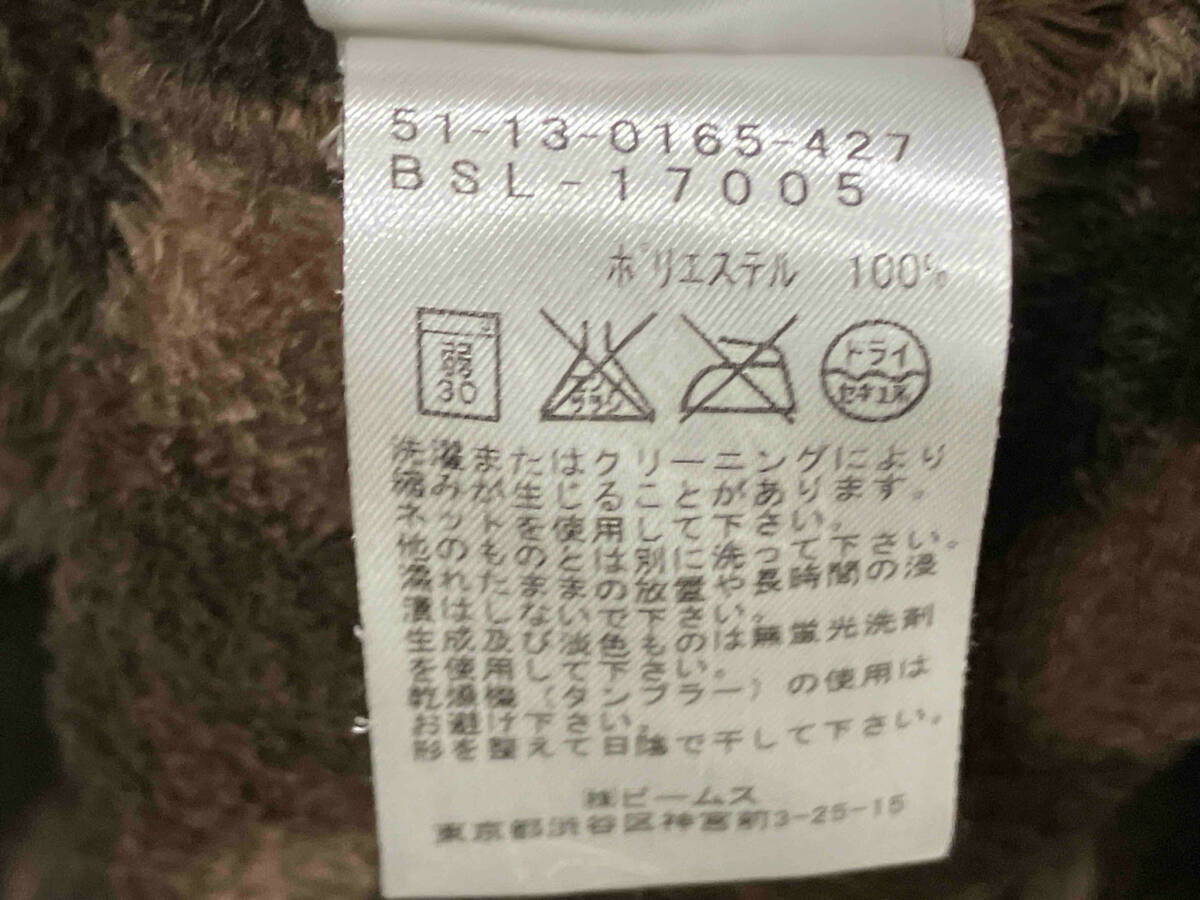 51-13-0165-427
BSL-17005
ポリエステル 100%
弱
30
エンソ
サラシ
ドライ
セキユ系
洗濯またはクリーニングにより
縮みが生じることがあります。
ネットを使用して下さい。
他のものとは別に洗って下さい。
濡れたままの放置や長時間の浸
漬はしないで下さい。
生成及び淡色ものは無蛍光洗剤
を使用して下さい。
乾燥機(タンブラー)の使用は
お避け下さい。
形を整えて日陰で干して下さい。
㈱ビームス
東京都渋谷区神宮前3-25-15